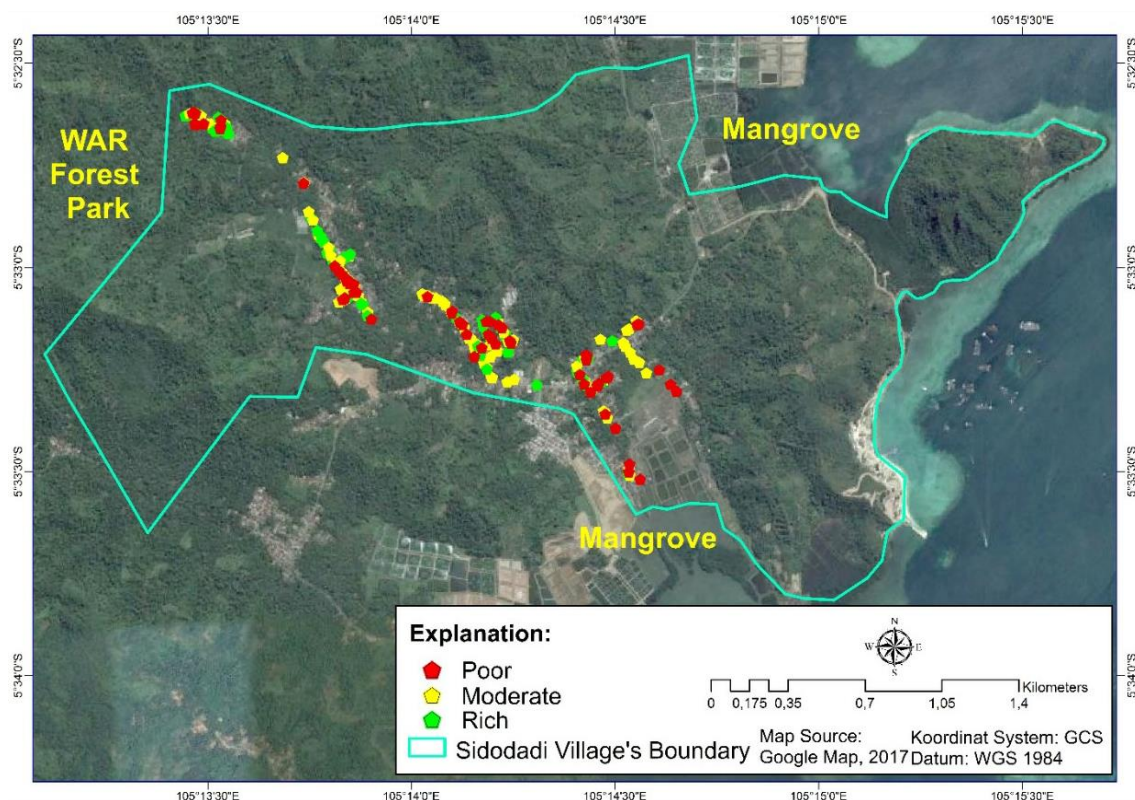 105°13'30"E 105°14'0"E 105°14'30"E 105°15'0"E 105°15'30"E
5°32'30"S 5°32'30"S
WAR
Forest
Park
Mangrove
5°33'0"S 5°33'0"S
5°33'30"S 5°33'30"S
Mangrove
Explanation:
Poor
Moderate
Rich
Sidodadi Village's Boundary
N
W E
S
Kilometers
0 0,175 0,35 0,7 1,05 1,4
Map Source:
Google Map, 2017
Koordinat System: GCS
Datum: WGS 1984
5°34'0"S 5°34'0"S
105°13'30"E 105°14'0"E 105°14'30"E 105°15'0"E 105°15'30"E